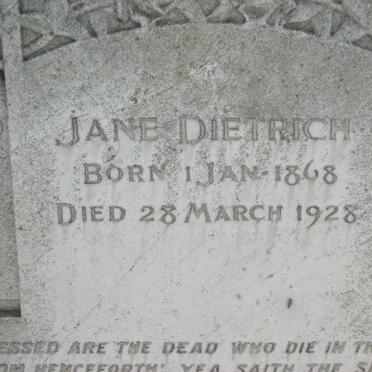 JANE DIETRICH
BORN 1 JAN. 1868
DIED 28 MARCH 1928
ESSED ARE THE DEAD WHO DIE IN TH
OM HENCEFORTH: YEA SAITH THE S